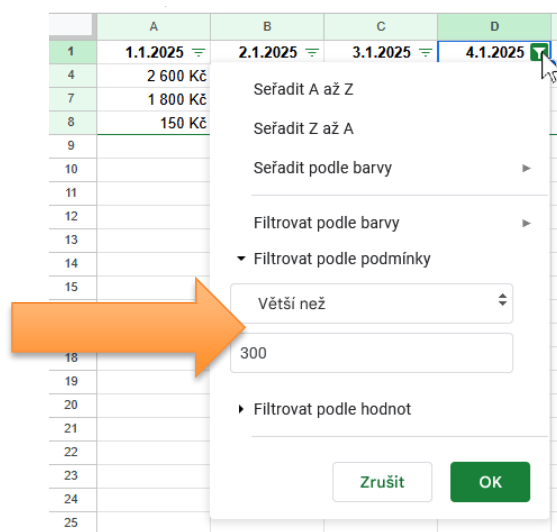 A B C D
1 1.1.2025 2.1.2025 3.1.2025 4.1.2025
4 2 600 Kč
7 1 800 Kč
8 150 Kč
9
10
11
12
13
14
15
18
19
20
21
22
23
24
25
Seřadit A až Z
Seřadit Z až A
Seřadit podle barvy
Filtrovat podle barvy
Filtrovat podle podmínky
Větší než
300
Filtrovat podle hodnot
Zrušit OK